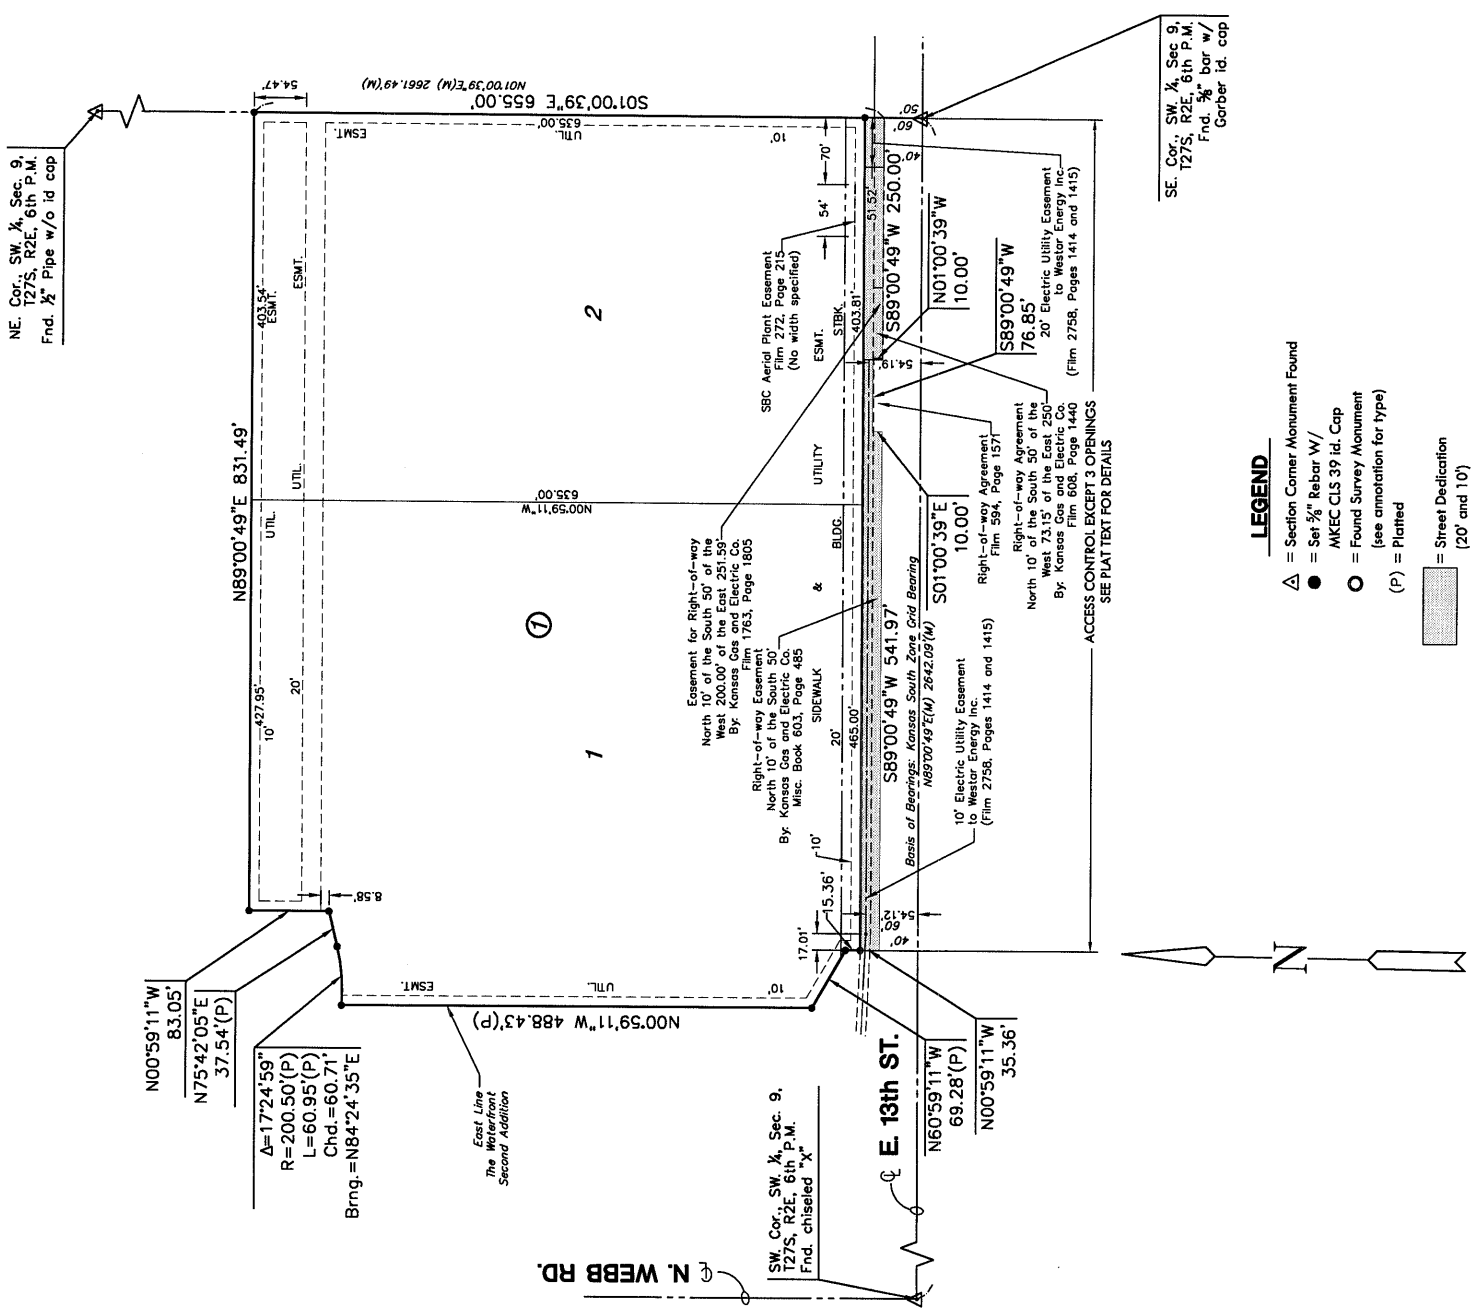 NE. Cor., SW. ¼, Sec. 9,
T27S, R2E, 6th P.M.
Fnd. ½" Pipe w/o id cap
54.47'
N01°00'39"E(M) 2661.49(M)
S01°00'39"E 655.00'
635.00'
UTIL.
ESMT.
10'
N89°00'49"E 831.49'
403.54'
ESMT.
ESMT.
UTIL.
UTIL.
427.95'
10'
20'
8.58'
N00°59'11"W
83.05'
N75°42'05"E
37.54'(P)
Δ=17°24'59"
R=200.50'(P)
L=60.95'(P)
Chd.=60.71'
Brng.=N84°24'35"E
N00°59'11"W 488.43'(P)
ESMT.
UTIL.
10'
East Line
The Waterfront
Second Addition
2
635.00'
N00°59'11"W
1
1
SBC Aerial Plant Easement
Film 272, Page 215
(No width specified)
70'
54'
ESMT.
STBK.
403.81'
UTILITY
BLDG.
&
SIDEWALK
20'
465.00'
10'
15.36'
17.01'
Easement for Right-of-way
North 10' of the South 50' of the
West 200.00' of the East 251.59'
By: Kansas Gas and Electric Co.
Film 1763, Page 1805
Right-of-way Easement
North 10' of the South 50'
By: Kansas Gas and Electric Co.
Misc. Book 603, Page 485
51.52'
50'
60'
40'
S89°00'49"W 250.00'
N01°00'39"W
10.00'
S89°00'49"W
76.85'
54.19'
20' Electric Utility Easement
to Westar Energy Inc.
(Film 2758, Pages 1414 and 1415)
Right-of-way Agreement
North 10' of the South 50' of the
West 73.15' of the East 250'
By: Kansas Gas and Electric Co.
Film 608, Page 1440
Right-of-way Agreement
Film 594, Page 1571
S01°00'39"E
10.00'
S89°00'49"W 541.97'
Basis of Bearings: Kansas South Zone Grid Bearing
N89°00'49"E(M) 2642.09'(M)
10' Electric Utility Easement
to Westar Energy Inc.
(Film 2758, Pages 1414 and 1415)
54.12'
60'
40'
ACCESS CONTROL EXCEPT 3 OPENINGS
SEE PLAT TEXT FOR DETAILS
SE. Cor., SW. ¼, Sec 9,
T27S, R2E, 6th P.M.
Fnd. ⅝" bar w/
Garber id. cap
N60°59'11"W
69.28'(P)
N00°59'11"W
35.36'
SW. Cor., SW. ¼, Sec. 9,
T27S, R2E, 6th P.M.
Fnd. chiseled "X"
℄ E. 13th ST.
℄ N. WEBB RD.
N
LEGEND
= Section Corner Monument Found
= Set ⅝" Rebar W/
MKEC CLS 39 id. Cap
= Found Survey Monument
(see annotation for type)
(P) = Platted
= Street Dedication
(20' and 10')